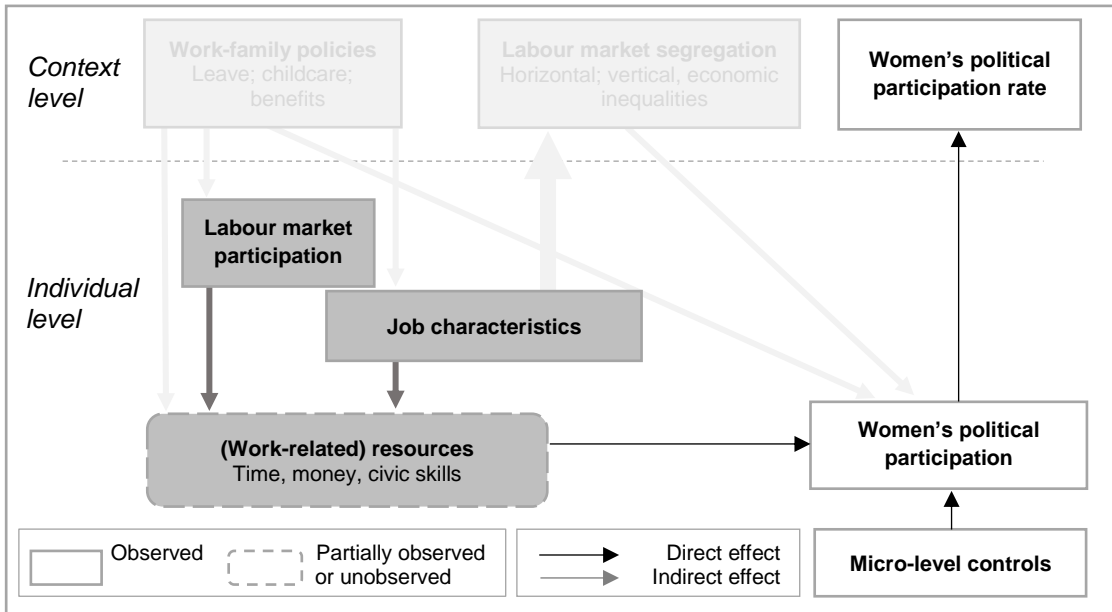 Context
level
Work-family policies
Leave; childcare;
benefits
Labour market segregation
Horizontal; vertical, economic
inequalities
Women’s political
participation rate
Individual
level
Labour market
participation
Job characteristics
(Work-related) resources
Time, money, civic skills
Women’s political
participation
Micro-level controls
Observed
Partially observed
or unobserved
Direct effect
Indirect effect